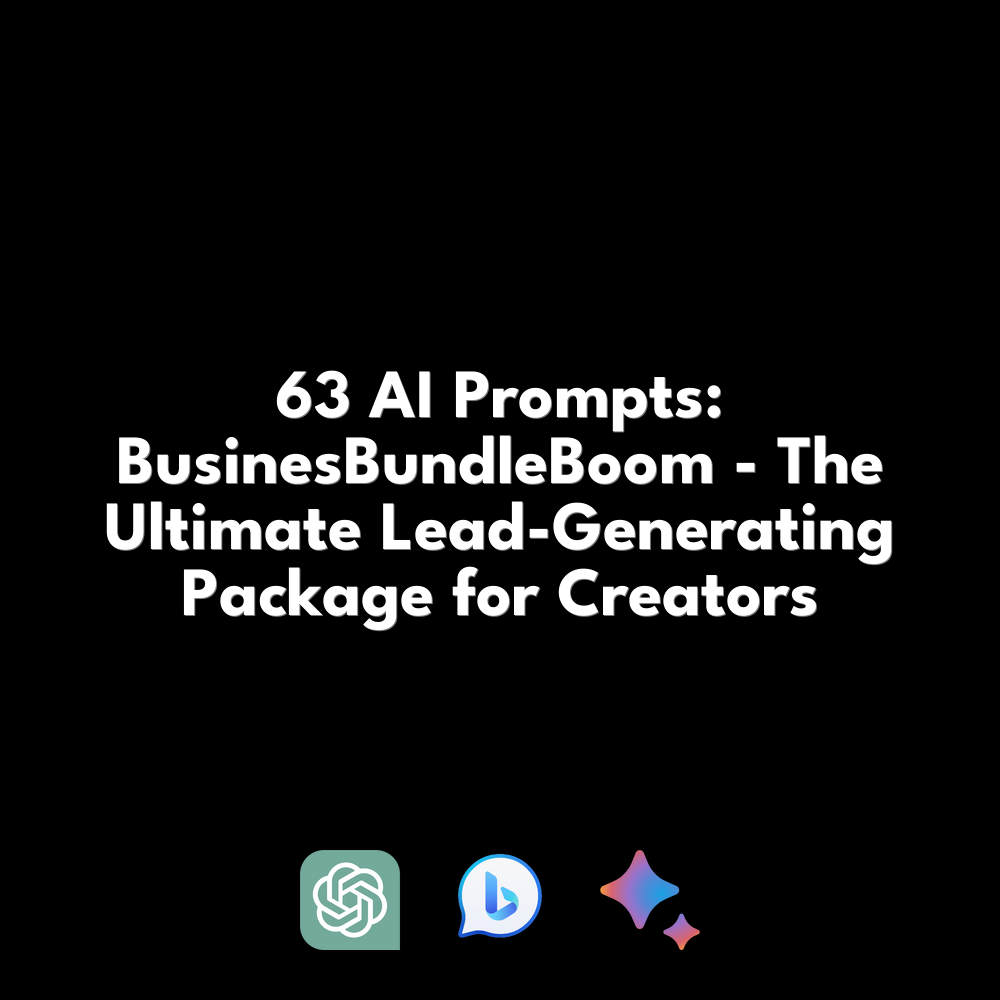 63 AI Prompts:
BusinesBundleBoom - The
Ultimate Lead-Generating
Package for Creators